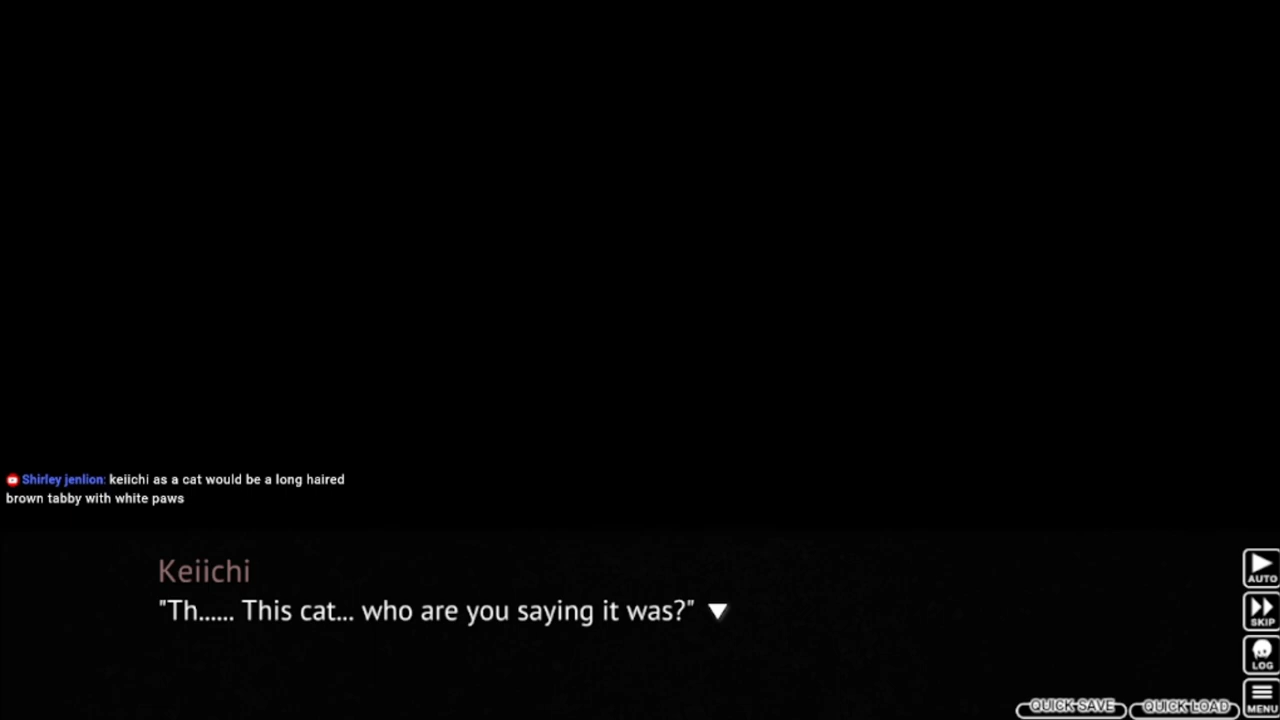 Shirley jenlion: keiichi as a cat would be a long haired
brown tabby with white paws
Keiichi
"Th...... This cat... who are you saying it was?"
AUTO
SKIP
LOG
MENU
QUICK SAVE QUICK LOAD